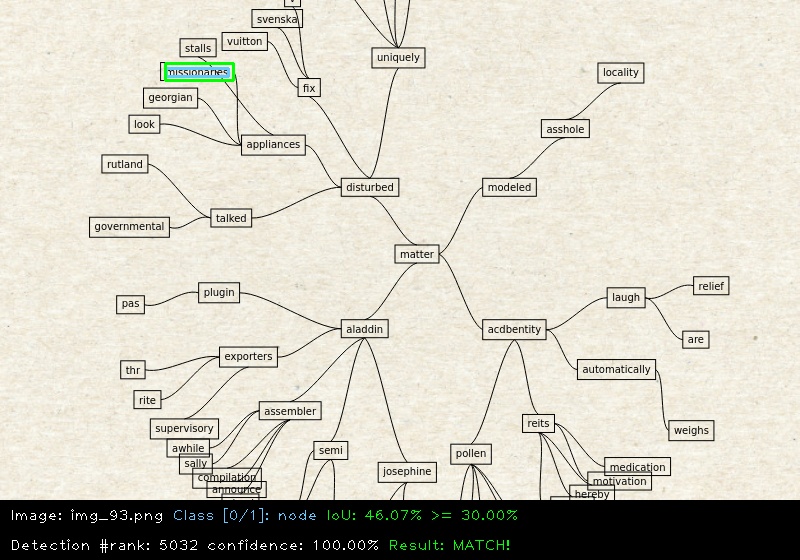 svenska
vuitton
stalls
uniquely
missionaries
locality
fix
georgian
look
asshole
appliances
rutland
disturbed
modeled
talked
governmental
matter
relief
plugin
laugh
pas
aladdin
acdbentity
are
exporters
thr
automatically
rite
assembler
supervisory
reits
weighs
awhile
semi
pollen
sally
josephine
medication
compilation
motivation
announce
hereby
Image: img_93.png Class [0/1]: node IoU: 46.07% >= 30.00%
Detection #rank: 5032 confidence: 100.00% Result: MATCH!